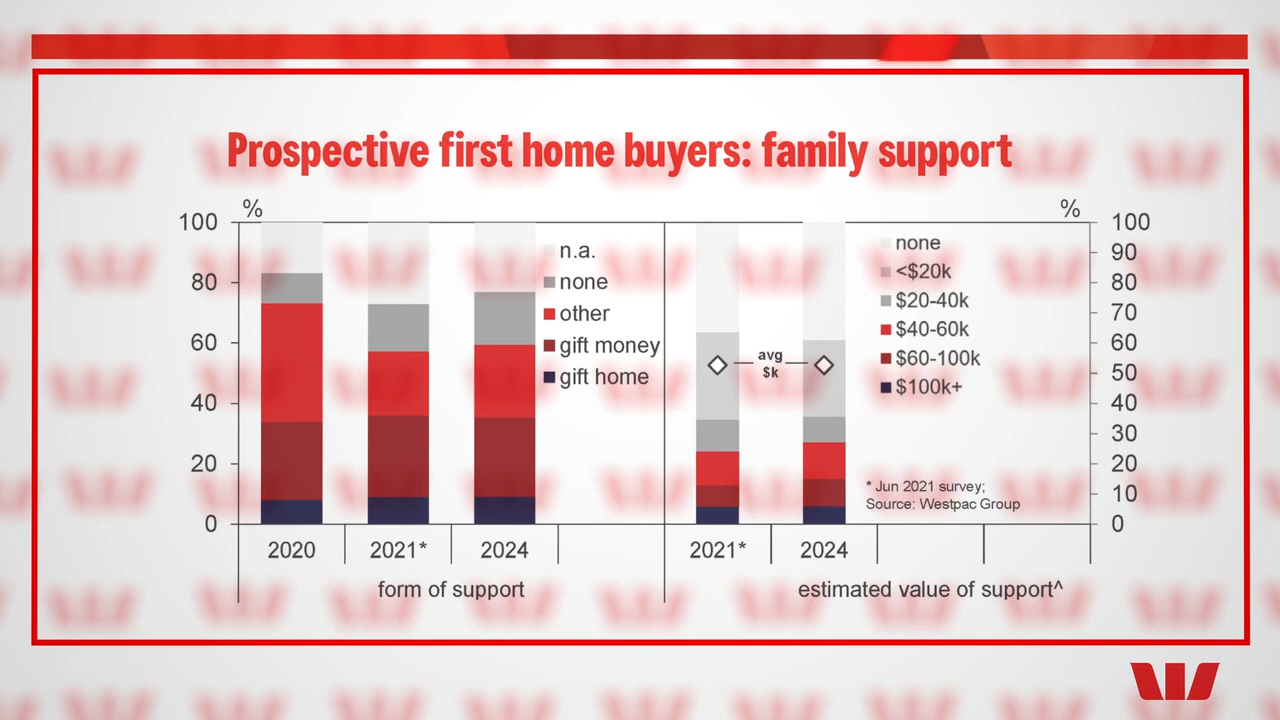 Prospective first home buyers: family support
%
%
100
80
60
40
20
0
n.a.
none
other
gift money
gift home
avg
$k
none
<$20k
$20-40k
$40-60k
$60-100k
$100k+
* Jun 2021 survey;
Source: Westpac Group
100
90
80
70
60
50
40
30
20
10
0
2020
2021*
2024
2021*
2024
form of support
estimated value of support^